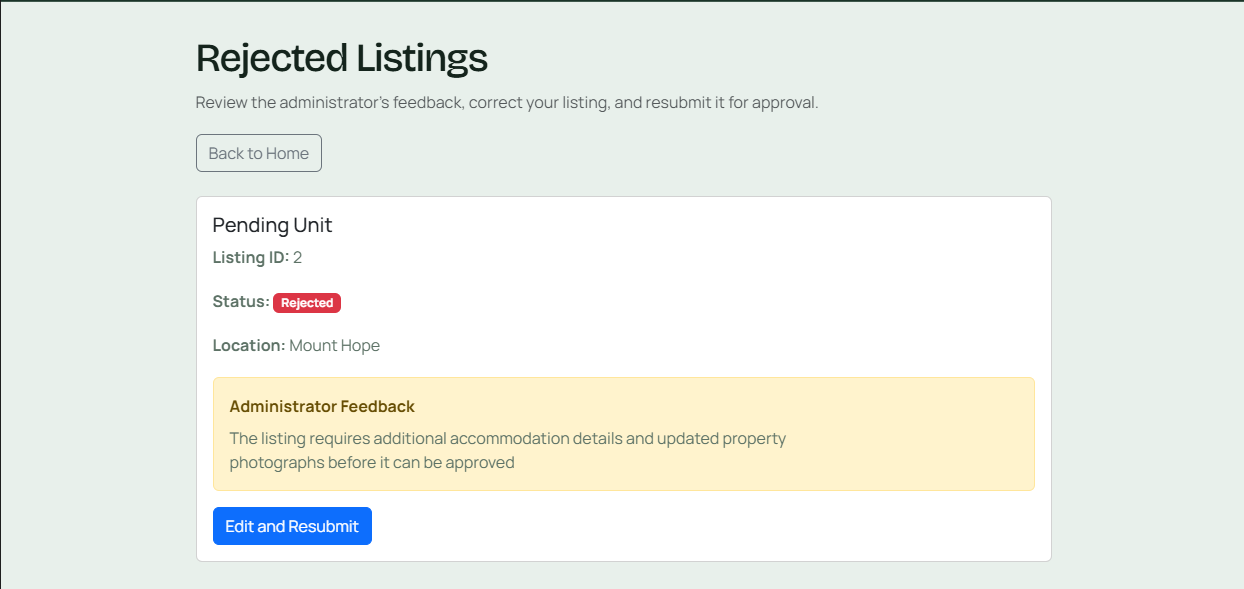 Rejected Listings
Review the administrator's feedback, correct your listing, and resubmit it for approval.
Back to Home
Pending Unit
Listing ID: 2
Status: Rejected
Location: Mount Hope
Administrator Feedback
The listing requires additional accommodation details and updated property
photographs before it can be approved
Edit and Resubmit